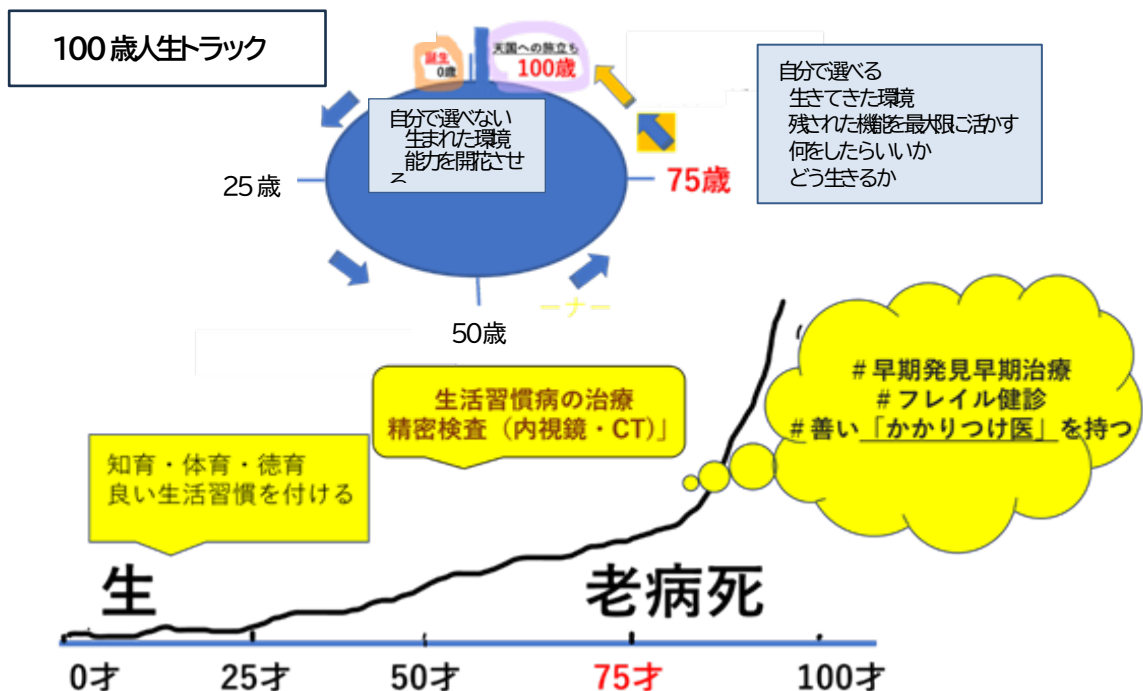 100歳人生トラック
誕生
0歳
天国への旅立ち
100歳
自分で選べない
生まれた環境
能力を開花させ
る
自分で選べる
生きてきた環境
残された機能を最大限に活かす
何をしたらいいか
どう生きるか
25歳
75歳
50歳
ーナー
生活習慣病の治療
精密検査（内視鏡・CT）」
#早期発見早期治療
#フレイル健診
#善い「かかりつけ医」を持つ
知育・体育・徳育
良い生活習慣を付ける
生
老病死
0才 25才 50才 75才 100才